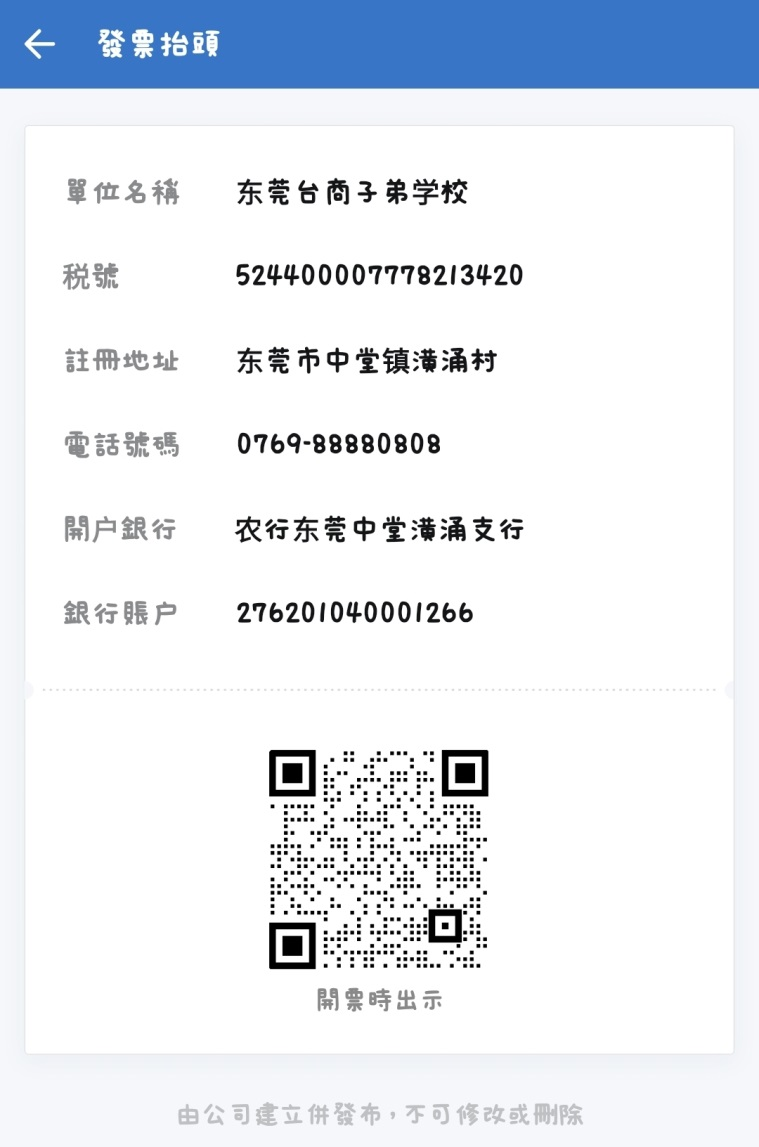 發票抬頭
單位名稱 东莞台商子弟学校
税號 524400007778213420
註冊地址 东莞市中堂镇潢涌村
電話號碼 0769-88880808
開户銀行 农行东莞中堂潢涌支行
銀行賬户 276201040001266
開票時出示
由公司建立併發布，不可修改或刪除